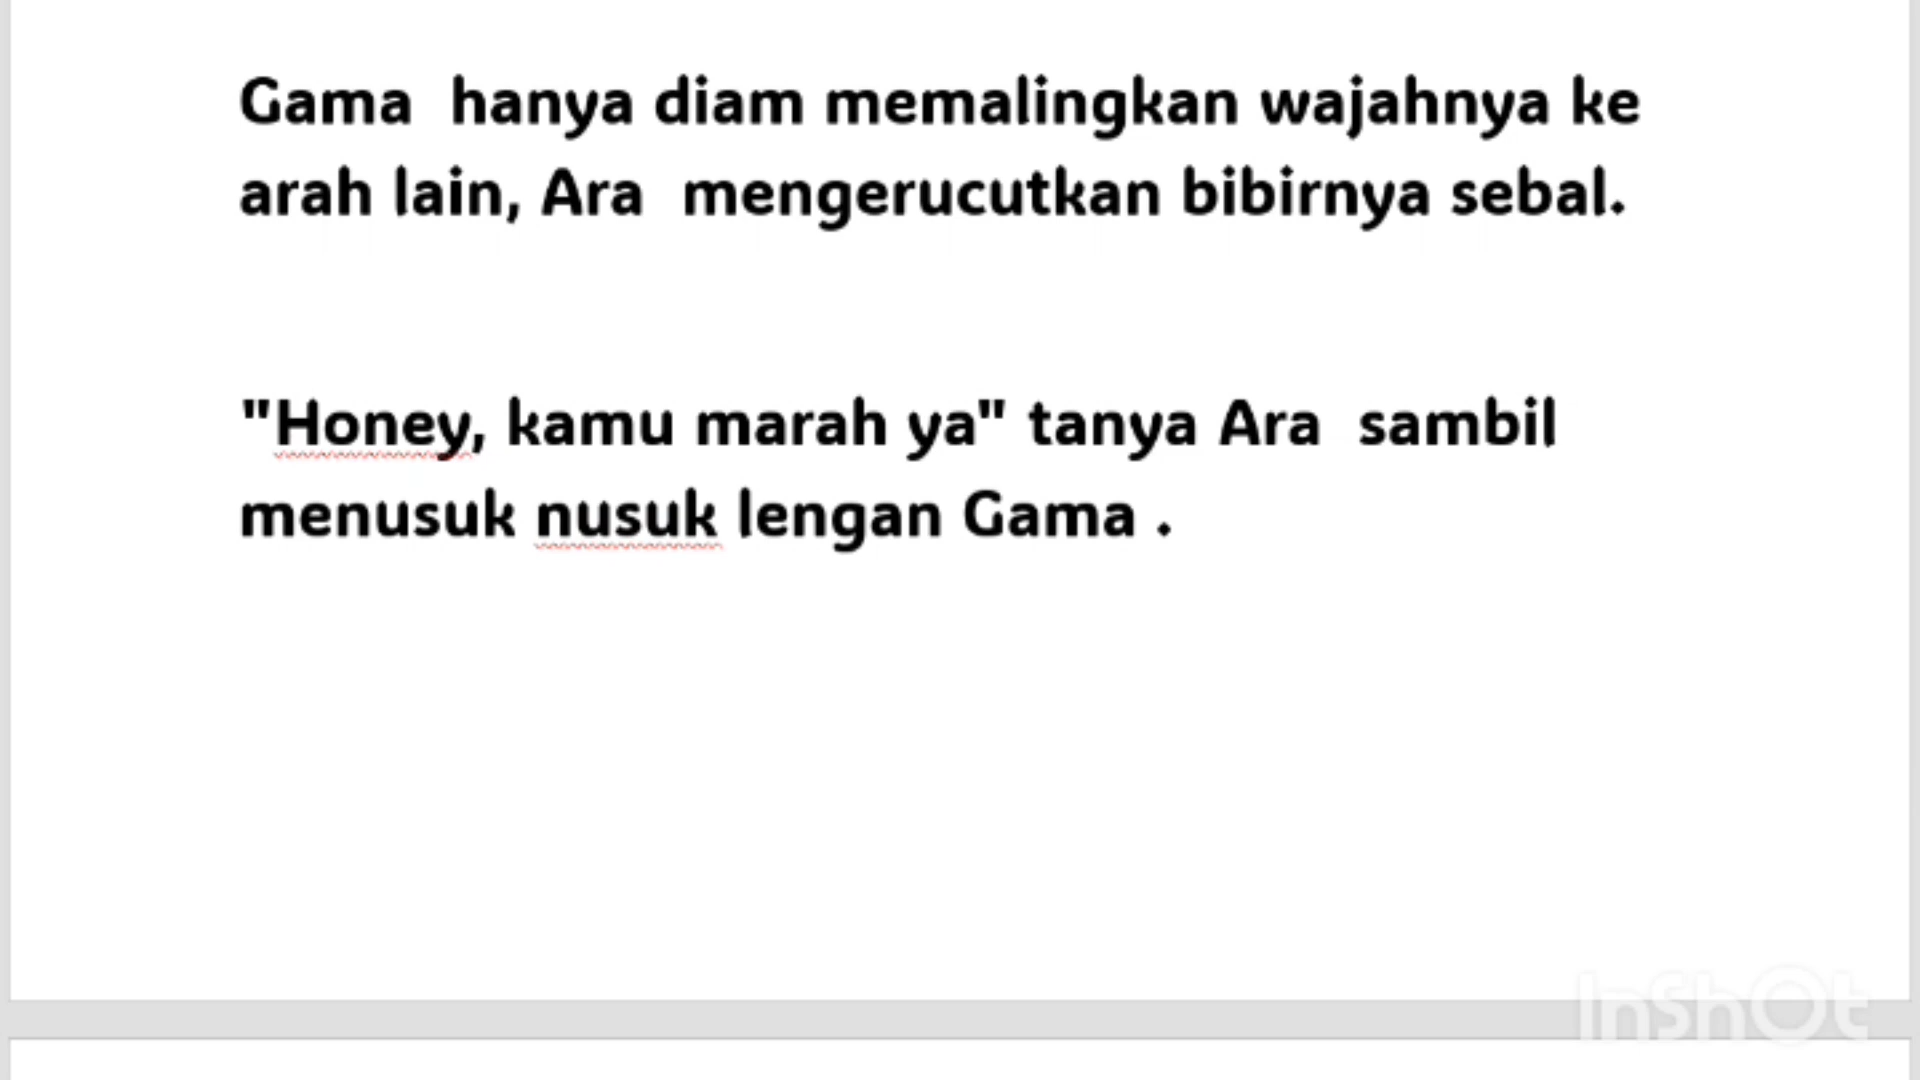 Gama  hanya diam memalingkan wajahnya ke
arah lain, Ara  mengerucutkan bibirnya sebal.
"Honey, kamu marah ya" tanya Ara  sambil
menusuk nusuk lengan Gama .
InShOt